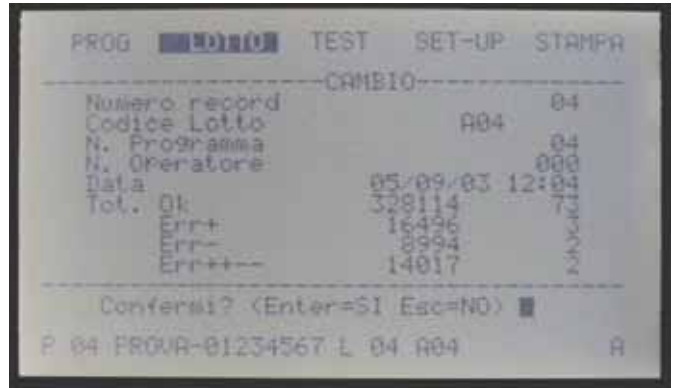 PROG LOTTO TEST SET-UP STAMPA
CAMBIO
Numero record 04
Codice Lotto A04
N. Programma 04
N. Operatore 000
Data 05/09/03 12:04
Tot. Ok 328114 73
Err+ 16496
Err- 8994 2
Err++-- 14017 2
Confermi? (Enter=SI Esc=NO)
P 04 PROVA-01234567 L 04 A04 A